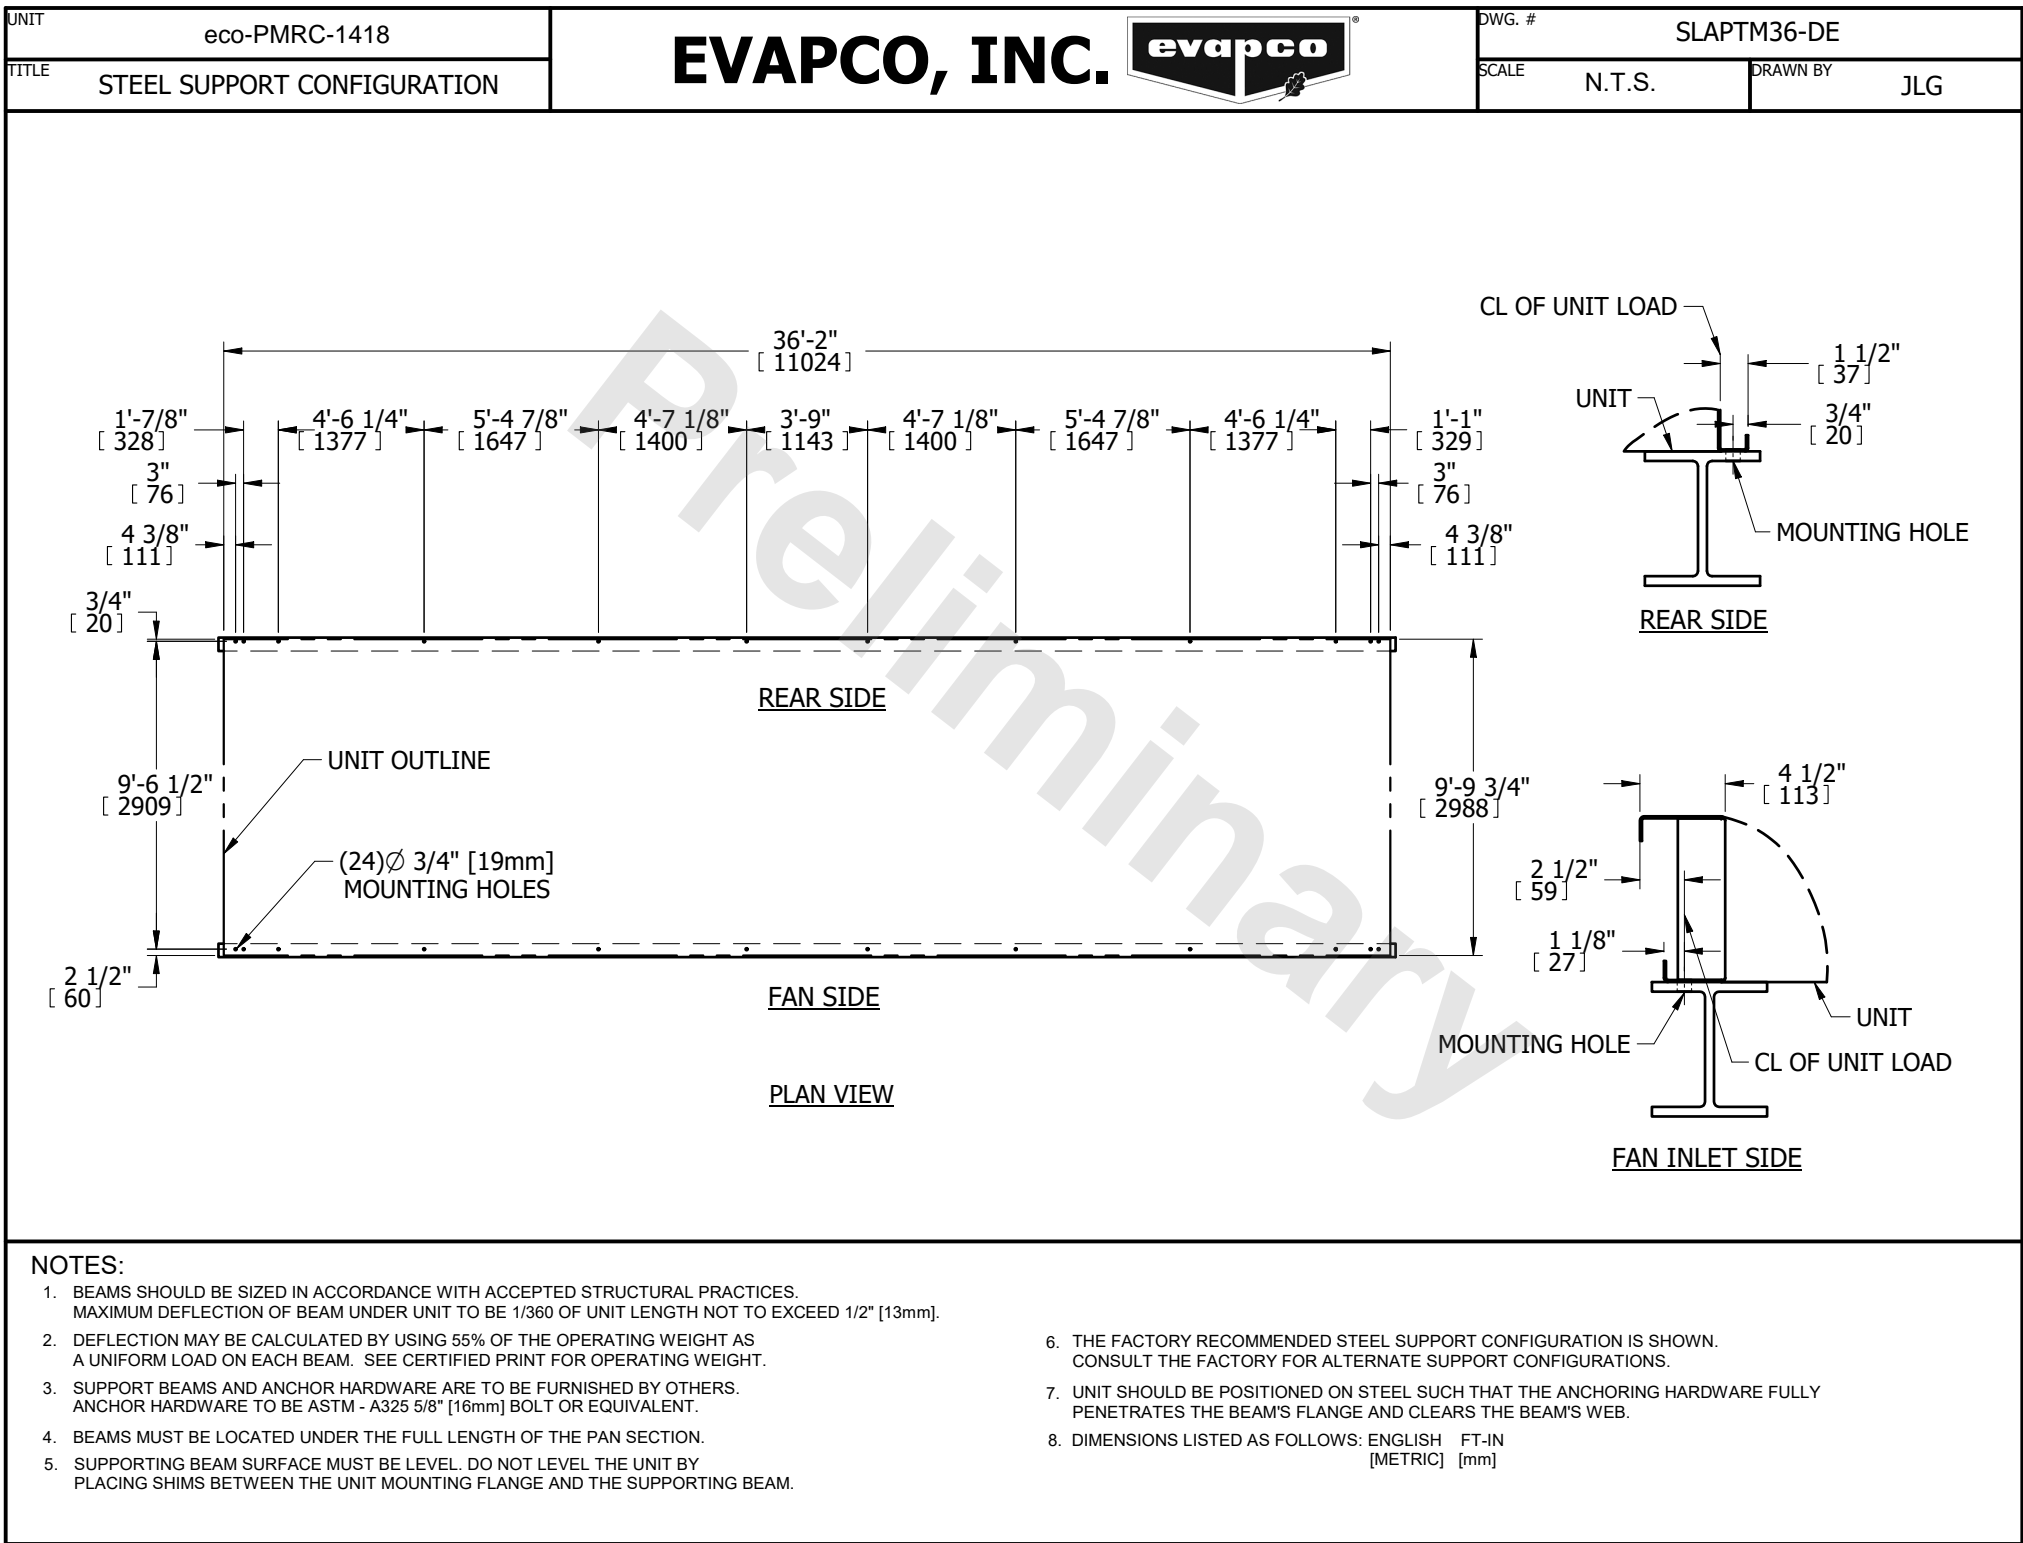 UNIT
eco-PMRC-1418
TITLE
STEEL SUPPORT CONFIGURATION
EVAPCO, INC.
evapco
®
DWG. #
SLAPTM36-DE
SCALE
N.T.S.
DRAWN BY
JLG
36'-2"
[ 11024 ]
1'-7/8"
[ 328 ]
4'-6 1/4"
[ 1377 ]
5'-4 7/8"
[ 1647 ]
4'-7 1/8"
[ 1400 ]
3'-9"
[ 1143 ]
4'-7 1/8"
[ 1400 ]
5'-4 7/8"
[ 1647 ]
4'-6 1/4"
[ 1377 ]
1'-1"
[ 329 ]
3"
[ 76 ]
3"
[ 76 ]
4 3/8"
[ 111 ]
4 3/8"
[ 111 ]
3/4"
[ 20 ]
REAR SIDE
UNIT OUTLINE
9'-6 1/2"
[ 2909 ]
9'-9 3/4"
[ 2988 ]
(24)∅ 3/4" [19mm]
MOUNTING HOLES
2 1/2"
[ 60 ]
FAN SIDE
PLAN VIEW
Preliminary
CL OF UNIT LOAD
1 1/2"
[ 37 ]
UNIT
3/4"
[ 20 ]
MOUNTING HOLE
REAR SIDE
4 1/2"
[ 113 ]
2 1/2"
[ 59 ]
1 1/8"
[ 27 ]
UNIT
MOUNTING HOLE
CL OF UNIT LOAD
FAN INLET SIDE
NOTES:
1. BEAMS SHOULD BE SIZED IN ACCORDANCE WITH ACCEPTED STRUCTURAL PRACTICES.
MAXIMUM DEFLECTION OF BEAM UNDER UNIT TO BE 1/360 OF UNIT LENGTH NOT TO EXCEED 1/2" [13mm].
2. DEFLECTION MAY BE CALCULATED BY USING 55% OF THE OPERATING WEIGHT AS
A UNIFORM LOAD ON EACH BEAM. SEE CERTIFIED PRINT FOR OPERATING WEIGHT.
3. SUPPORT BEAMS AND ANCHOR HARDWARE ARE TO BE FURNISHED BY OTHERS.
ANCHOR HARDWARE TO BE ASTM - A325 5/8" [16mm] BOLT OR EQUIVALENT.
4. BEAMS MUST BE LOCATED UNDER THE FULL LENGTH OF THE PAN SECTION.
5. SUPPORTING BEAM SURFACE MUST BE LEVEL. DO NOT LEVEL THE UNIT BY
PLACING SHIMS BETWEEN THE UNIT MOUNTING FLANGE AND THE SUPPORTING BEAM.
6. THE FACTORY RECOMMENDED STEEL SUPPORT CONFIGURATION IS SHOWN.
CONSULT THE FACTORY FOR ALTERNATE SUPPORT CONFIGURATIONS.
7. UNIT SHOULD BE POSITIONED ON STEEL SUCH THAT THE ANCHORING HARDWARE FULLY
PENETRATES THE BEAM'S FLANGE AND CLEARS THE BEAM'S WEB.
8. DIMENSIONS LISTED AS FOLLOWS: ENGLISH FT-IN
[METRIC] [mm]